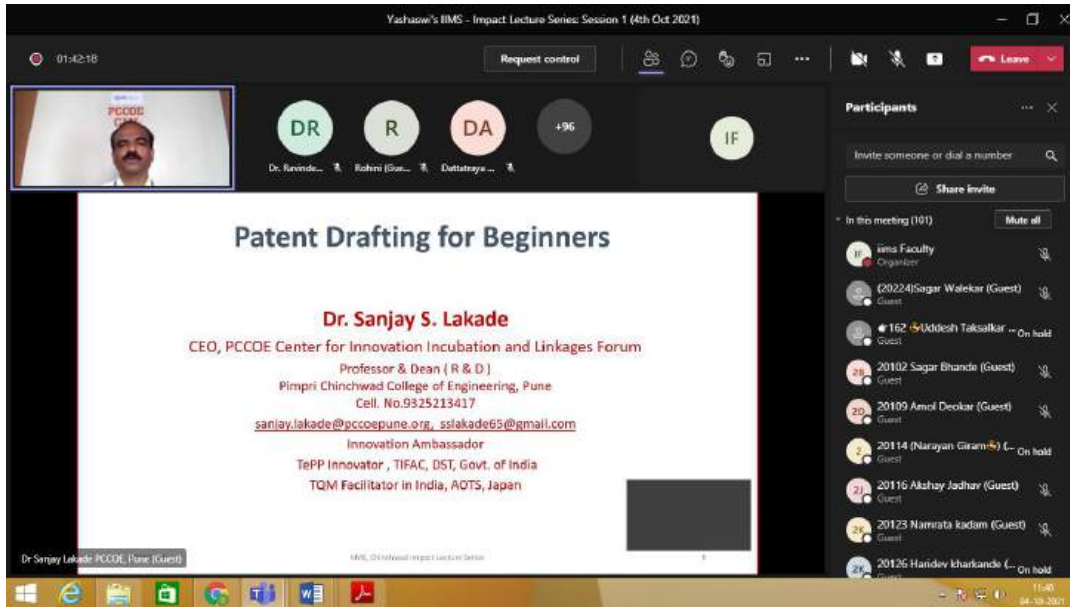 Yashaswi's IIMS - Impact Lecture Series: Session 1 (4th Oct 2021)
01:42:18
Request control
Leave
PCCOE
DR
R
DA
+96
IF
Dr. Ravinde...
Rohini (Gue...
Dattatraya ...
Participants
Invite someone or dial a number
Share invite
In this meeting (101)
Mute all
iims Faculty
Organizer
(20224)Sagar Walekar (Guest)
Guest
162 Uddesh Taksalkar ...
On hold
Guest
20102 Sagar Bhande (Guest)
Guest
20109 Amol Deokar (Guest)
Guest
20114 (Narayan Giram) (...
On hold
Guest
20116 Akshay Jadhav (Guest)
Guest
20123 Namrata kadam (Guest)
Guest
20126 Haridev kharkande (...
On hold
Patent Drafting for Beginners
Dr. Sanjay S. Lakade
CEO, PCCOE Center for Innovation Incubation and Linkages Forum
Professor & Dean ( R & D )
Pimpri Chinchwad College of Engineering, Pune
Cell. No.9325213417
sanjay.lakade@pccoepune.org, sslakade65@gmail.com
Innovation Ambassador
TePP Innovator , TIFAC, DST, Govt. of India
TQM Facilitator in India, AOTS, Japan
Dr Sanjay Lakade PCCOE, Pune (Guest)
IIMS, Chinchwad Impact Lecture Series
11:40
04-10-2021